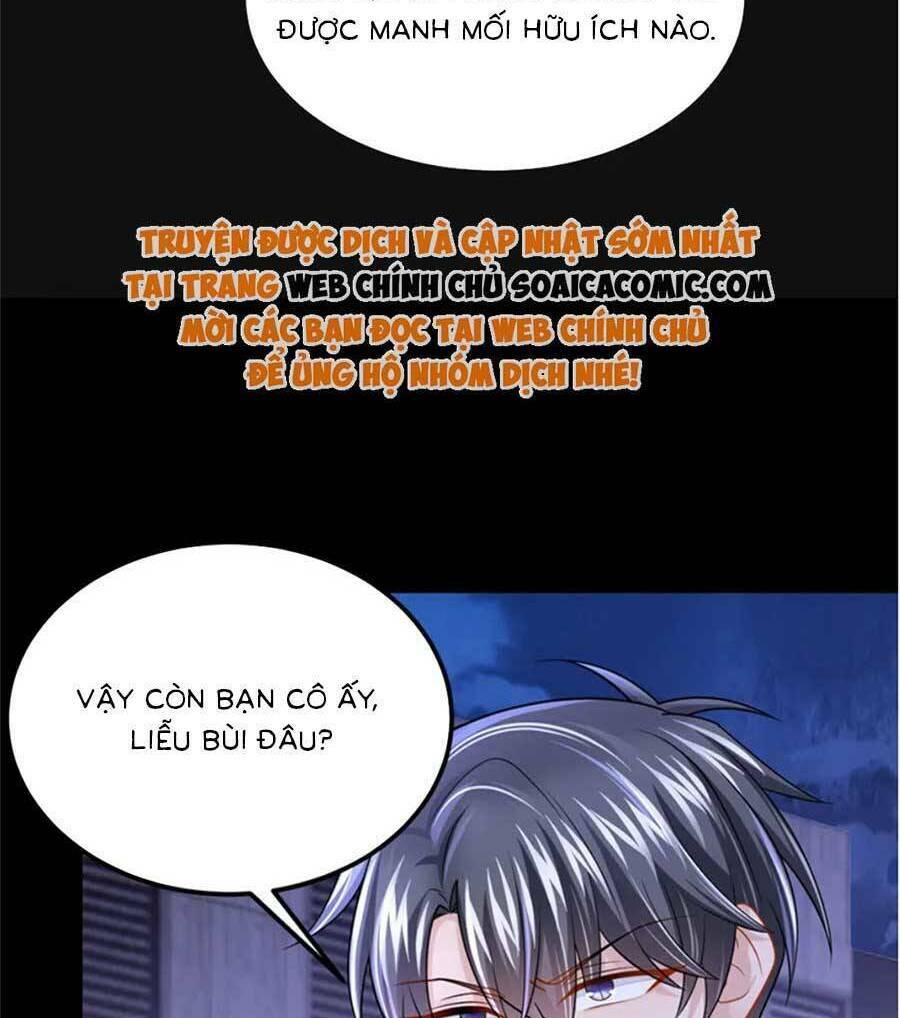 ĐƯỢC MANH MỐI HỮU ÍCH NÀO.
TRUYỆN ĐƯỢC DỊCH VÀ CẬP NHẬT SỚM NHẤT
TẠI TRANG WEB CHÍNH CHỦ SOAICACOMIC.COM
MỜI CÁC BẠN ĐỌC TẠI WEB CHÍNH CHỦ
ĐỂ ỦNG HỘ NHÓM DỊCH NHÉ!
VẬY CÒN BẠN CÔ ẤY,
LIỄU BÙI ĐÂU?